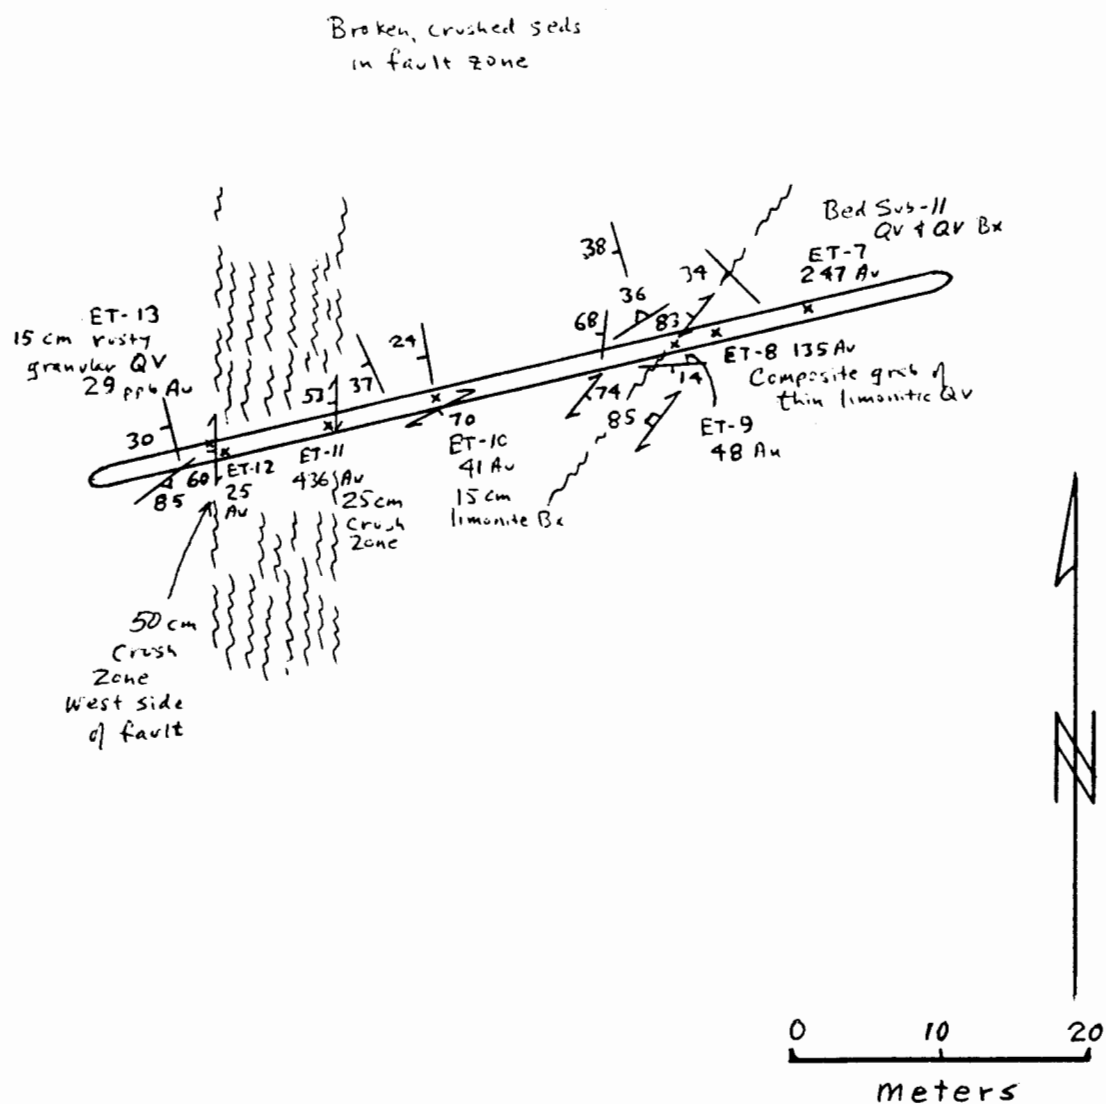 Broken, crushed seds
in fault zone
Bed Sub-11
QV & QV Bx
ET-7
247 Au
38
34
36
83
68
ET-13
15 cm rusty
granular QV
29 ppb Au
24
37
53
ET-8 135 Au
Composite grab of
thin limonitic QV
14
74
85
ET-9
48 Au
30
70
ET-10
41 Au
15 cm
limonite Bx
ET-11
436 Au
25 cm
Crush
Zone
60
ET-12
25
Au
85
50 cm
Crush
Zone
West side
of fault
N
0 10 20
meters